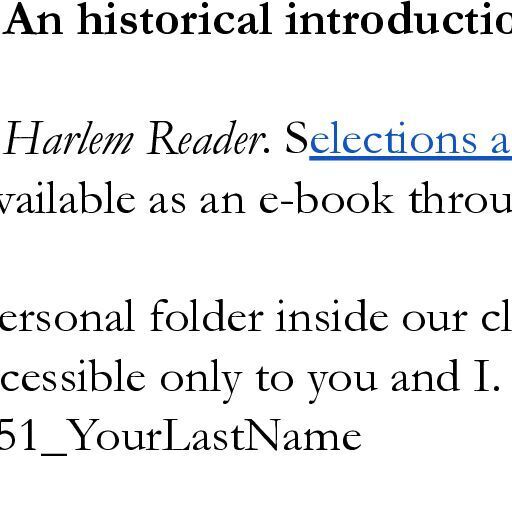 An historical introductio
Harlem Reader. Selections a
vailable as an e-book throu
ersonal folder inside our cl
cessible only to you and I.
51_YourLastName